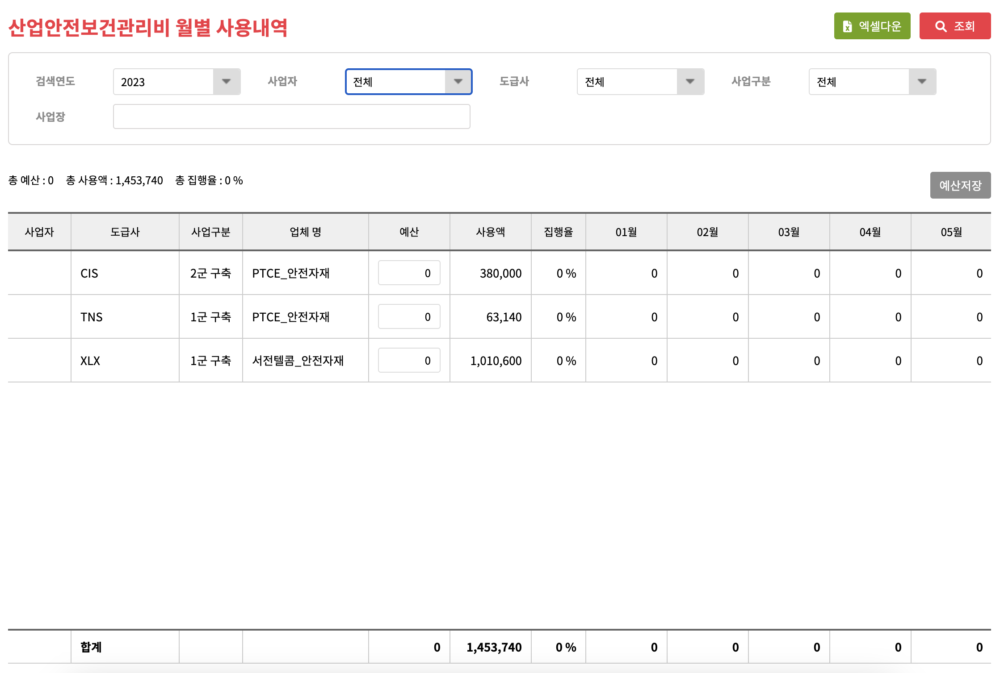 산업안전보건관리비 월별 사용내역
엑셀다운 조회
검색연도 2023 사업자 전체 도급사 전체 사업구분 전체
사업장
총 예산 : 0 총 사용액 : 1,453,740 총 집행율 : 0 %
예산저장
사업자 도급사 사업구분 업체 명 예산 사용액 집행율 01월 02월 03월 04월 05월
CIS 2군 구축 PTCE_안전자재 0 380,000 0 % 0 0 0 0 0
TNS 1군 구축 PTCE_안전자재 0 63,140 0 % 0 0 0 0 0
XLX 1군 구축 서전텔콤_안전자재 0 1,010,600 0 % 0 0 0 0 0
합계 0 1,453,740 0 % 0 0 0 0 0